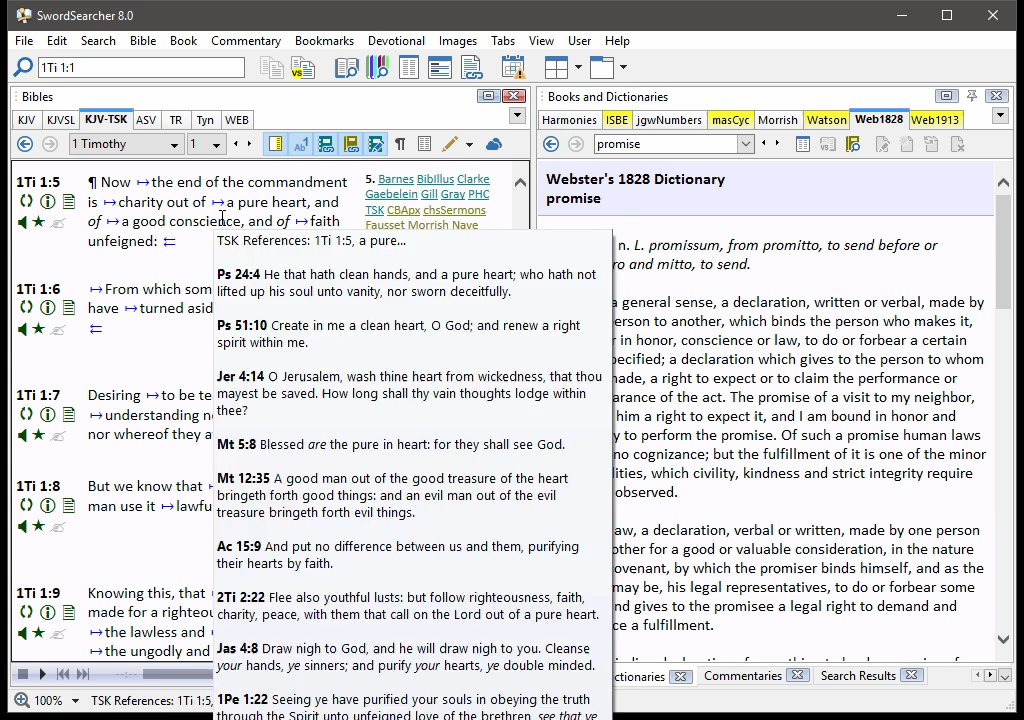 SwordSearcher 8.0
File Edit Search Bible Book Commentary Bookmarks Devotional Images Tabs View User Help
1Ti 1:1
Bibles
KJV KJVSL KJV-TSK ASV TR Tyn WEB
1 Timothy 1
1Ti 1:5 ¶ Now ↦the end of the commandment
is ↦charity out of ↦a pure heart, and
of ↦a good conscience, and of ↦faith
unfeigned:
5. Barnes BibIllus Clarke
Gaebelein Gill Gray PHC
TSK CBApx chsSermons
Fausset Morrish Nave
1Ti 1:6 ↦From which som
have ↦turned asid
1Ti 1:7 Desiring ↦to be te
↦understanding n
nor whereof they a
1Ti 1:8 But we know that
man use it ↦lawfu
1Ti 1:9 Knowing this, that
made for a righteou
↦the lawless and
↦the ungodly and
TSK References: 1Ti 1:5, a pure...
Ps 24:4 He that hath clean hands, and a pure heart; who hath not
lifted up his soul unto vanity, nor sworn deceitfully.
Ps 51:10 Create in me a clean heart, O God; and renew a right
spirit within me.
Jer 4:14 O Jerusalem, wash thine heart from wickedness, that thou
mayest be saved. How long shall thy vain thoughts lodge within
thee?
Mt 5:8 Blessed are the pure in heart: for they shall see God.
Mt 12:35 A good man out of the good treasure of the heart
bringeth forth good things: and an evil man out of the evil
treasure bringeth forth evil things.
Ac 15:9 And put no difference between us and them, purifying
their hearts by faith.
2Ti 2:22 Flee also youthful lusts: but follow righteousness, faith,
charity, peace, with them that call on the Lord out of a pure heart.
Jas 4:8 Draw nigh to God, and he will draw nigh to you. Cleanse
your hands, ye sinners; and purify your hearts, ye double minded.
1Pe 1:22 Seeing ye have purified your souls in obeying the truth
through the Spirit unto unfeigned love of the brethren, see that ye
--:--
100% TSK References: 1Ti 1:5,
Books and Dictionaries
Harmonies ISBE jgwNumbers masCyc Morrish Watson Web1828 Web1913
promise
Webster's 1828 Dictionary
promise
n. L. promissum, from promitto, to send before or
ro and mitto, to send.
a general sense, a declaration, written or verbal, made by
erson to another, which binds the person who makes it,
r in honor, conscience or law, to do or forbear a certain
ecified; a declaration which gives to the person to whom
nade, a right to expect or to claim the performance or
arance of the act. The promise of a visit to my neighbor,
him a right to expect it, and I am bound in honor and
y to perform the promise. Of such a promise human laws
no cognizance; but the fulfillment of it is one of the minor
lities, which civility, kindness and strict integrity require
observed.
aw, a declaration, verbal or written, made by one person
other for a good or valuable consideration, in the nature
ovenant, by which the promiser binds himself, and as the
may be, his legal representatives, to do or forbear some
nd gives to the promisee a legal right to demand and
ce a fulfillment.
ctionaries Commentaries Search Results